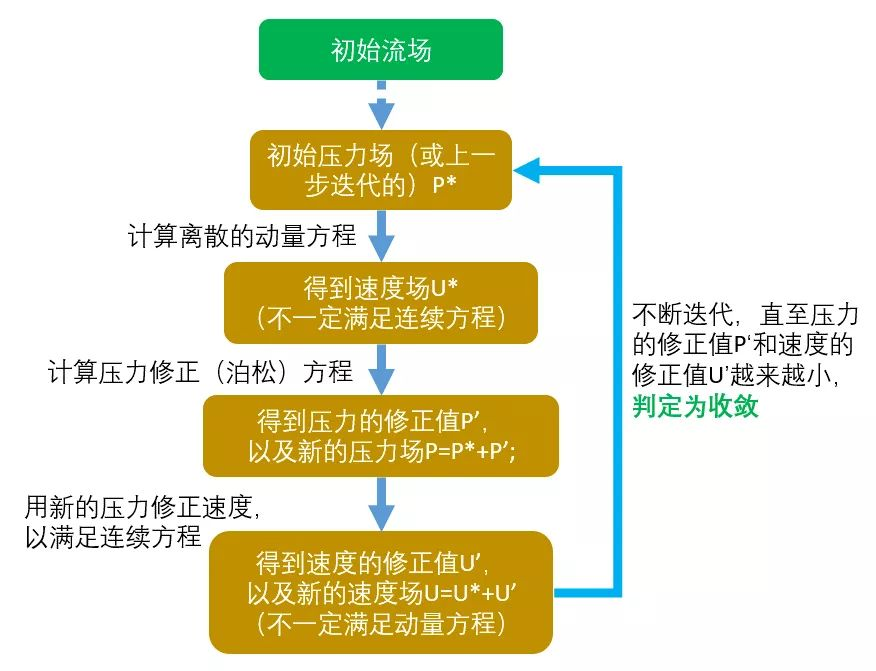 初始流场
初始压力场（或上一
步迭代的）P*
计算离散的动量方程
得到速度场U*
（不一定满足连续方程）
计算压力修正（泊松）方程
得到压力的修正值P’，
以及新的压力场P=P*+P’;
用新的压力修正速度，
以满足连续方程
得到速度的修正值U’，
以及新的速度场U=U*+U’
（不一定满足动量方程）
不断迭代，直至压力
的修正值P‘和速度的
修正值U’越来越小，
判定为收敛